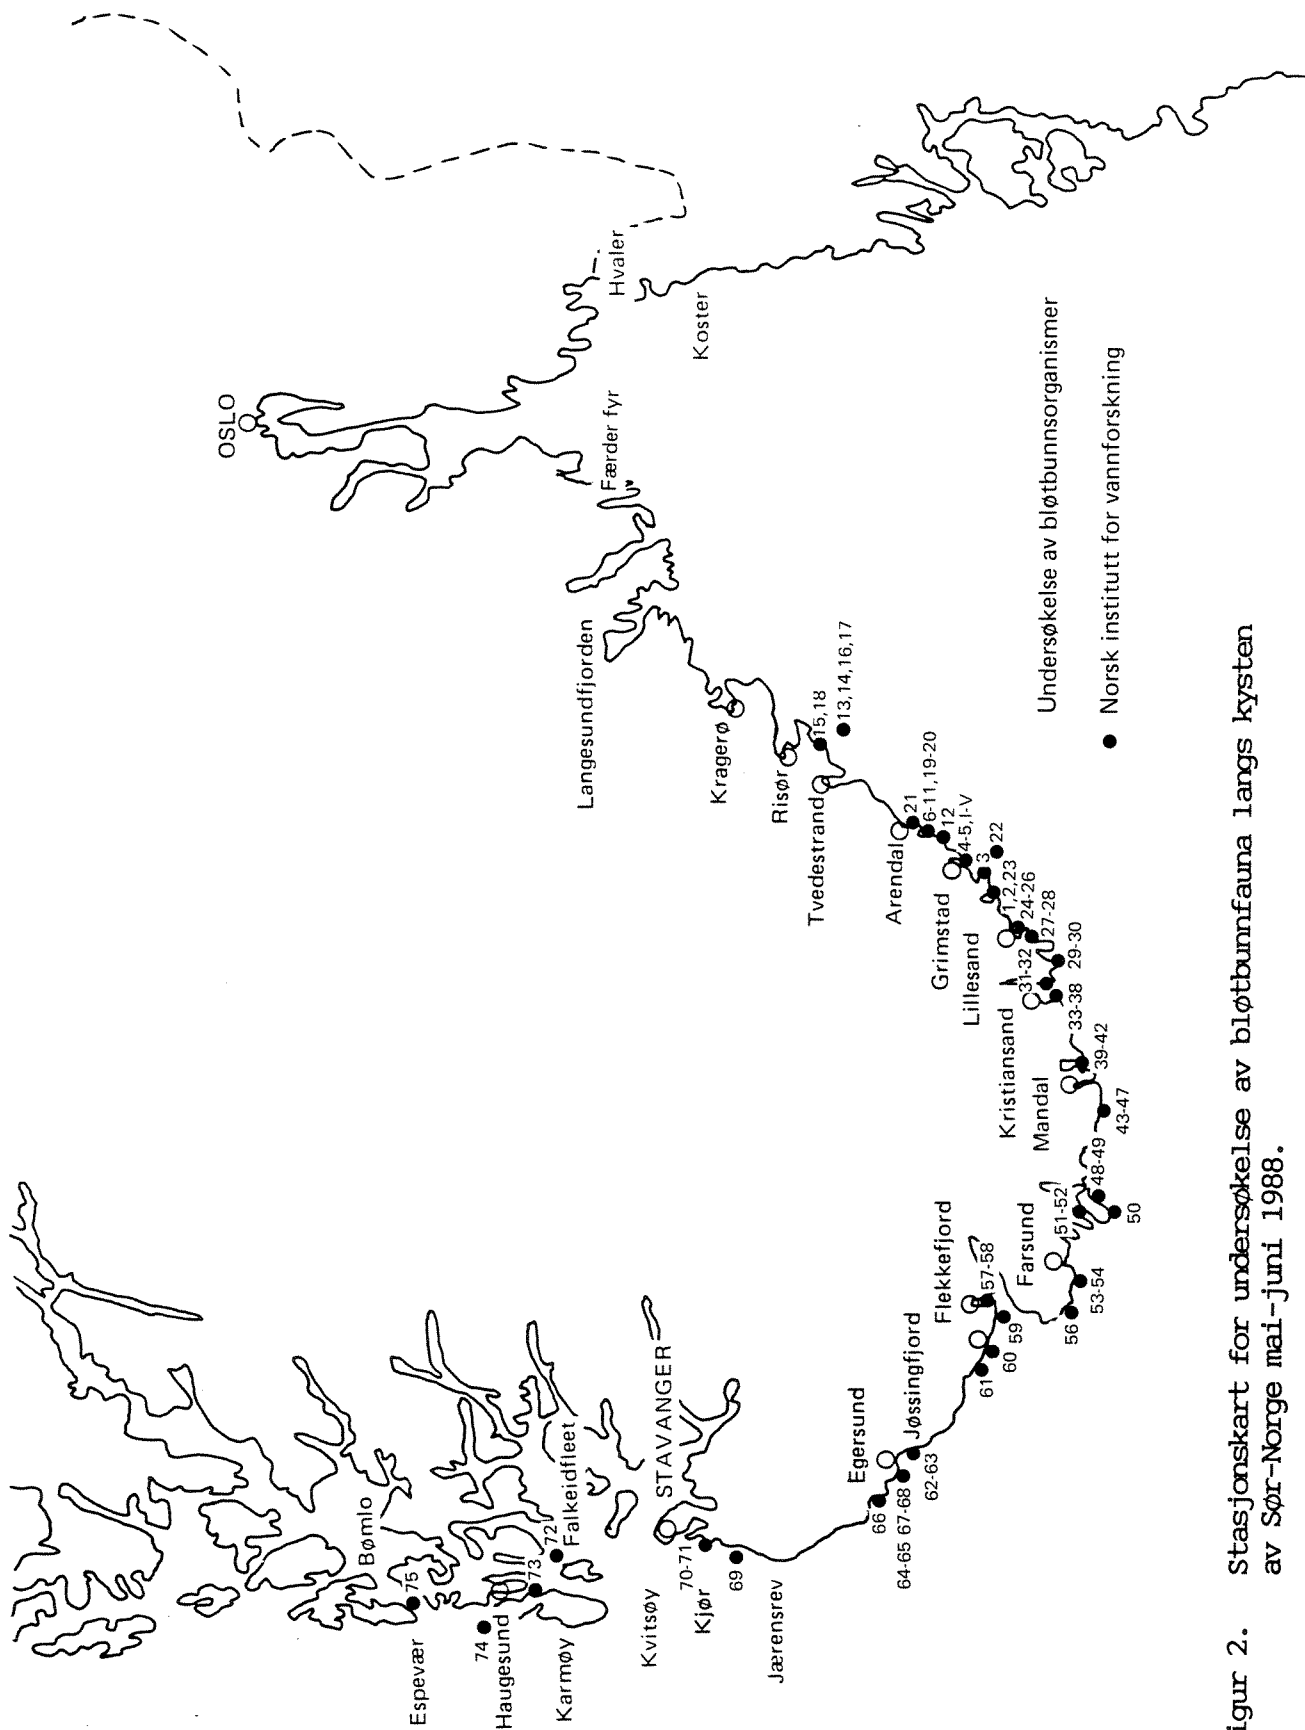 OSLO
Hvaler
Koster
Færder fyr
Langesundfjorden
Kragerø
Risør
15,18
13,14,16,17
Tvedestrand
Arendal
21
6-11,19-20
12
4-5,I-V
3
22
Grimstad
1,2,23
24-26
27-28
Lillesand
29-30
31-32
Kristiansand
33-38
39-42
Mandal
43-47
48-49
50
51-52
Farsund
53-54
56
Flekkefjord
57-58
59
60
61
Jøssingfjord
62-63
Egersund
64-65 67-68
66
STAVANGER
Kvitsøy
70-71
Kjør
69
Jærensrev
Falkeidfleet
72
73
Karmøy
Haugesund
74
Bømlo
75
Espevær
Undersøkelse av bløtbunnsorganismer
● Norsk institutt for vannforskning
igur 2. Stasjonskart for undersøkelse av bløtbunnfauna langs kysten
av Sør-Norge mai-juni 1988.